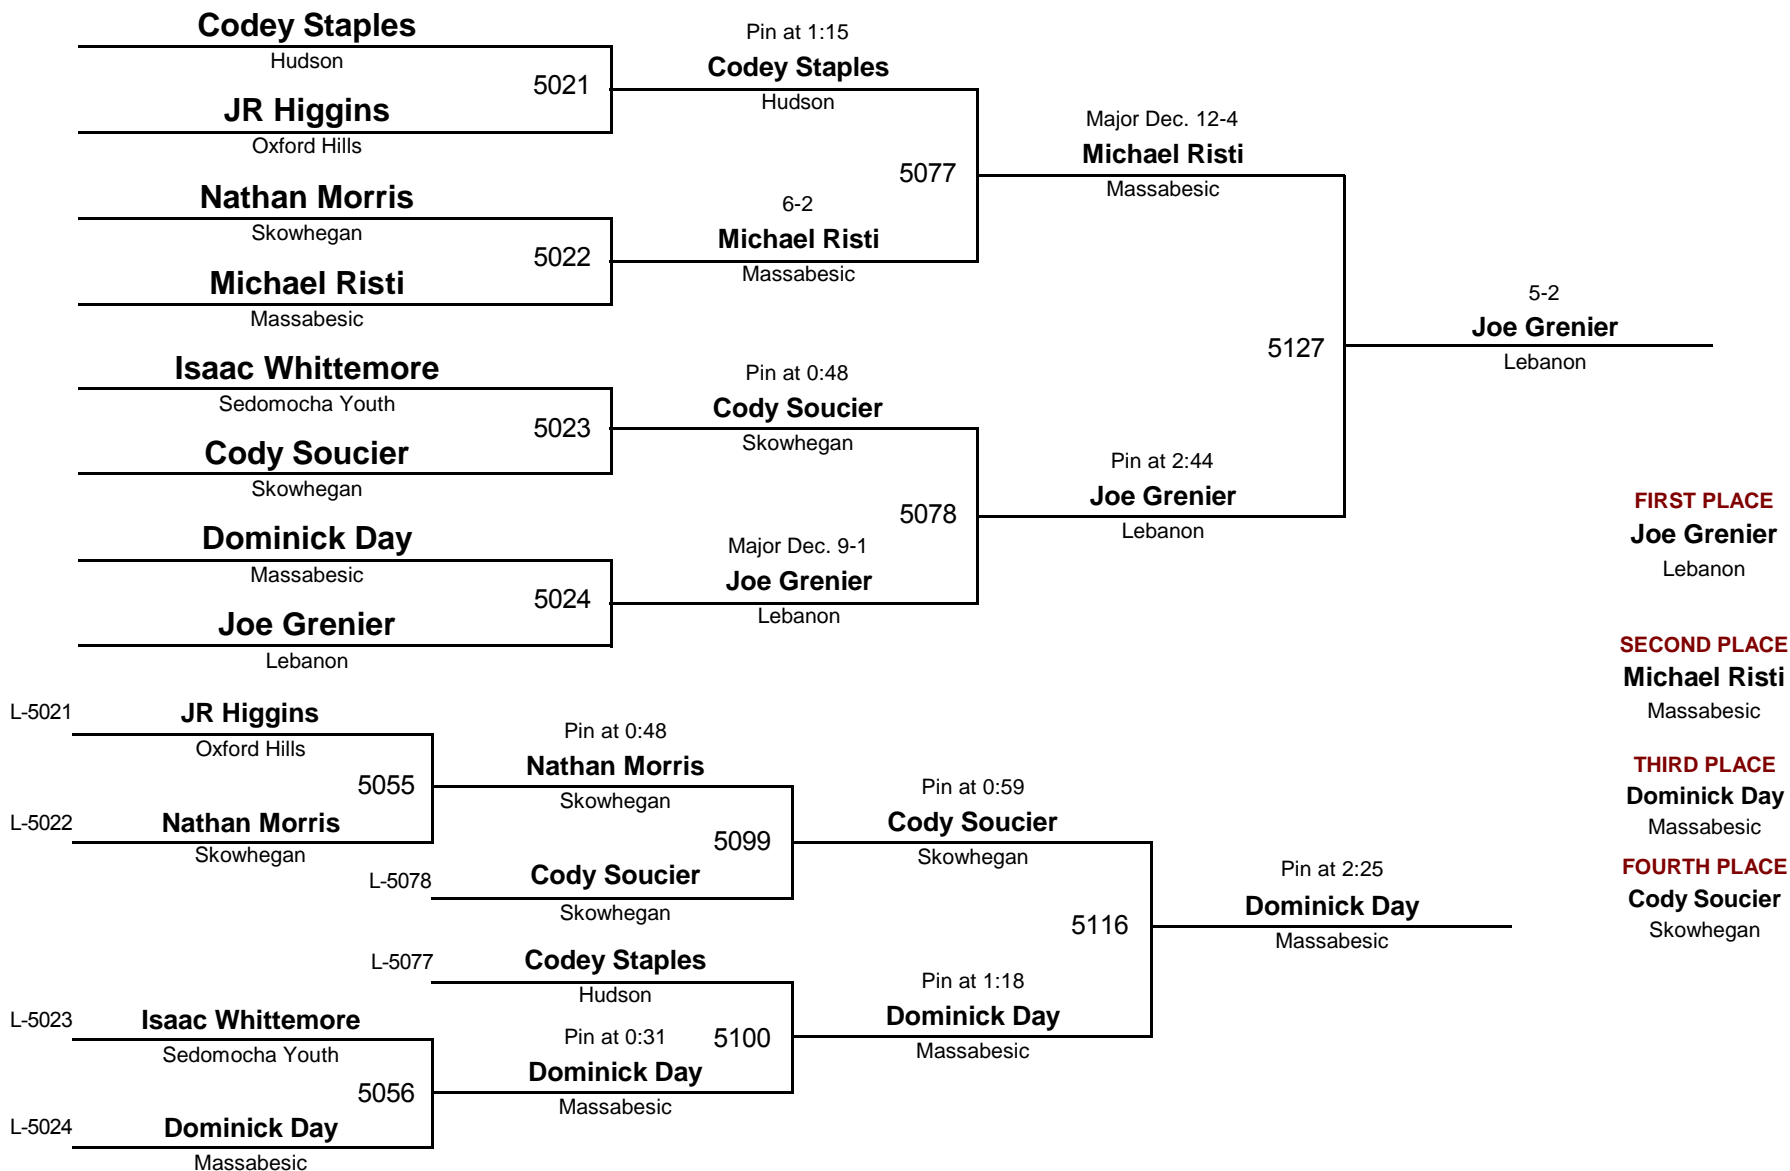 Codey Staples
Hudson
5021
JR Higgins
Oxford Hills
Pin at 1:15
Codey Staples
Hudson
Nathan Morris
Skowhegan
5022
Michael Risti
Massabesic
6-2
Michael Risti
Massabesic
5077
Major Dec. 12-4
Michael Risti
Massabesic
Isaac Whittemore
Sedomocha Youth
5023
Cody Soucier
Skowhegan
Pin at 0:48
Cody Soucier
Skowhegan
Dominick Day
Massabesic
5024
Joe Grenier
Lebanon
Major Dec. 9-1
Joe Grenier
Lebanon
5078
Pin at 2:44
Joe Grenier
Lebanon
5127
5-2
Joe Grenier
Lebanon
FIRST PLACE
Joe Grenier
Lebanon
SECOND PLACE
Michael Risti
Massabesic
THIRD PLACE
Dominick Day
Massabesic
FOURTH PLACE
Cody Soucier
Skowhegan
L-5021
JR Higgins
Oxford Hills
5055
L-5022
Nathan Morris
Skowhegan
Pin at 0:48
Nathan Morris
Skowhegan
5099
L-5078
Cody Soucier
Skowhegan
Pin at 0:59
Cody Soucier
Skowhegan
L-5077
Codey Staples
Hudson
L-5023
Isaac Whittemore
Sedomocha Youth
5056
L-5024
Dominick Day
Massabesic
Pin at 0:31
5100
Dominick Day
Massabesic
Pin at 1:18
Dominick Day
Massabesic
5116
Pin at 2:25
Dominick Day
Massabesic